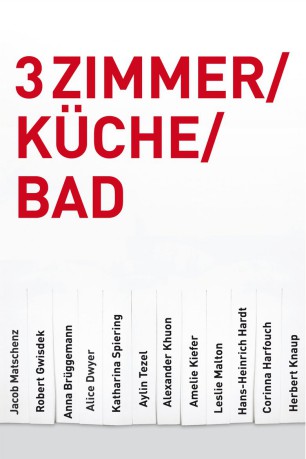 3 ZIMMER/
KÜCHE/
BAD
Jacob Matschenz
Robert Gwisdek
Anna Brüggemann
Alice Dwyer
Katharina Spiering
Aylin Tezel
Alexander Khuon
Amelie Kiefer
Leslie Malton
Hans-Heinrich Hardt
Corinna Harfouch
Herbert Knaup